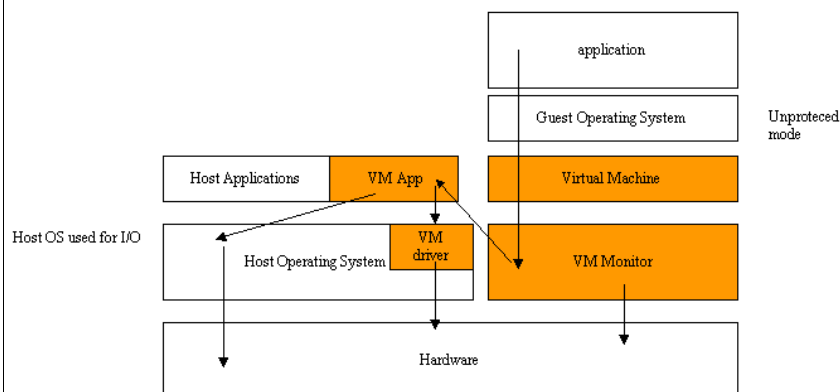 application
Guest Operating System
Unproteced
mode
Host Applications
VM App
Virtual Machine
Host OS used for I/O
VM
driver
Host Operating System
VM Monitor
Hardware